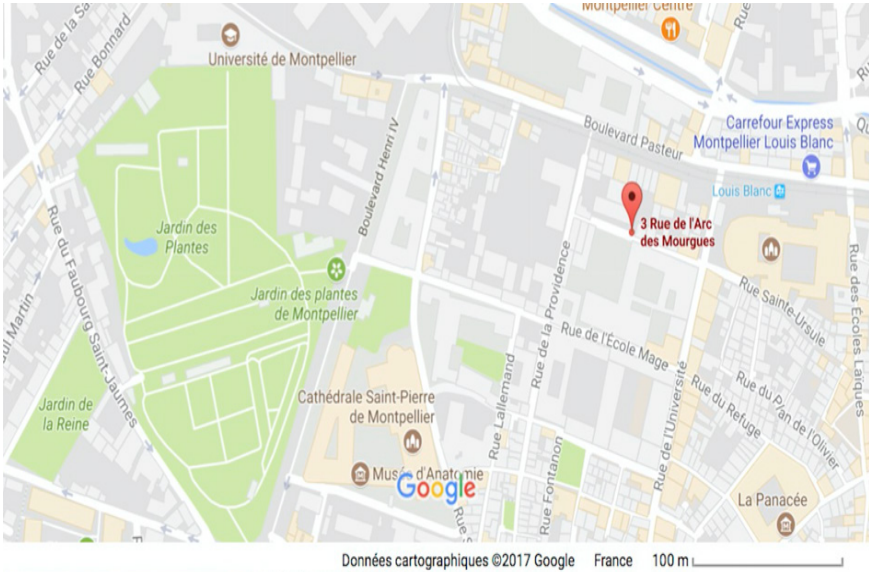 Montpellier Centre
Rue de la Sa
Rue Bonnard
Université de Montpellier
Boulevard Henri IV
Boulevard Pasteur
Carrefour Express
Montpellier Louis Blanc
Louis Blanc
3 Rue de l'Arc
des Mourgues
Jardin des
Plantes
Rue du Faubourg Saint-Jaumes
Jardin des plantes
de Montpellier
Rue de la Providence
Rue Sainte-Ursule
Rue des Écoles Laïques
Rue de l'École Mage
Rue Lallemand
Rue de l'Université
Rue du Refuge
Rue du Plan de l'Olivier
Jardin de
la Reine
Cathédrale Saint-Pierre
de Montpellier
Musée d'Anatomie
Google
Rue Fontanon
La Panacée
Données cartographiques ©2017 Google France 100 m